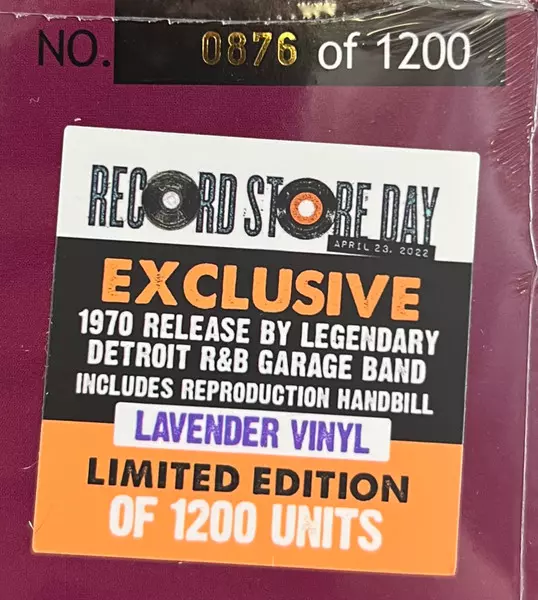 NO. 0876 of 1200
RECORD STORE DAY
APRIL 23, 2022
EXCLUSIVE
1970 RELEASE BY LEGENDARY
DETROIT R&B GARAGE BAND
INCLUDES REPRODUCTION HANDBILL
LAVENDER VINYL
LIMITED EDITION
OF 1200 UNITS